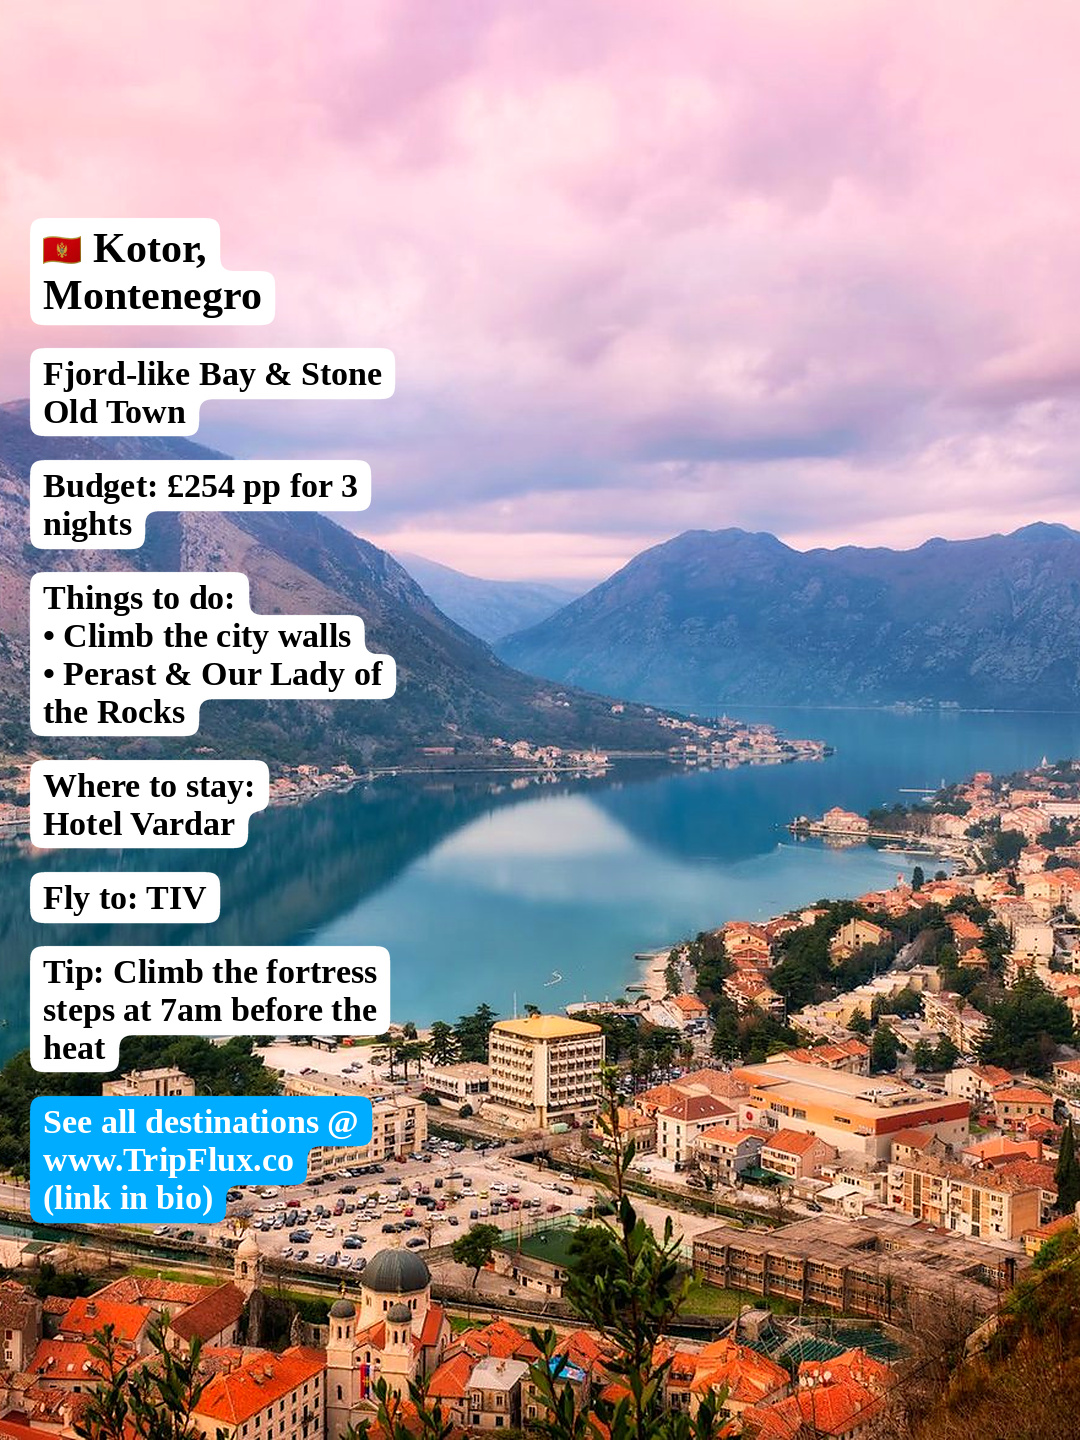 🇲🇪 Kotor,
Montenegro
Fjord-like Bay & Stone
Old Town
Budget: £254 pp for 3
nights
Things to do:
• Climb the city walls
• Perast & Our Lady of
the Rocks
Where to stay:
Hotel Vardar
Fly to: TIV
Tip: Climb the fortress
steps at 7am before the
heat
See all destinations @
www.TripFlux.co
(link in bio)